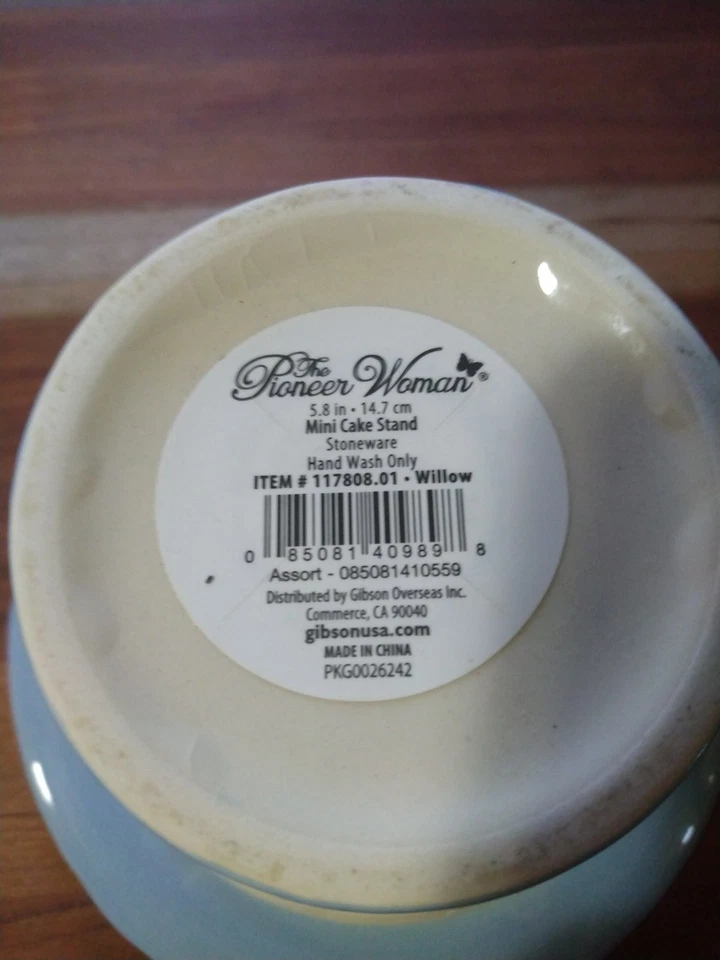 The
Pioneer Woman®
5.8 in • 14.7 cm
Mini Cake Stand
Stoneware
Hand Wash Only
ITEM # 117808.01 • Willow
0 85081 40989 8
Assort - 085081410559
Distributed by Gibson Overseas Inc.
Commerce, CA 90040
gibsonusa.com
MADE IN CHINA
PKG0026242